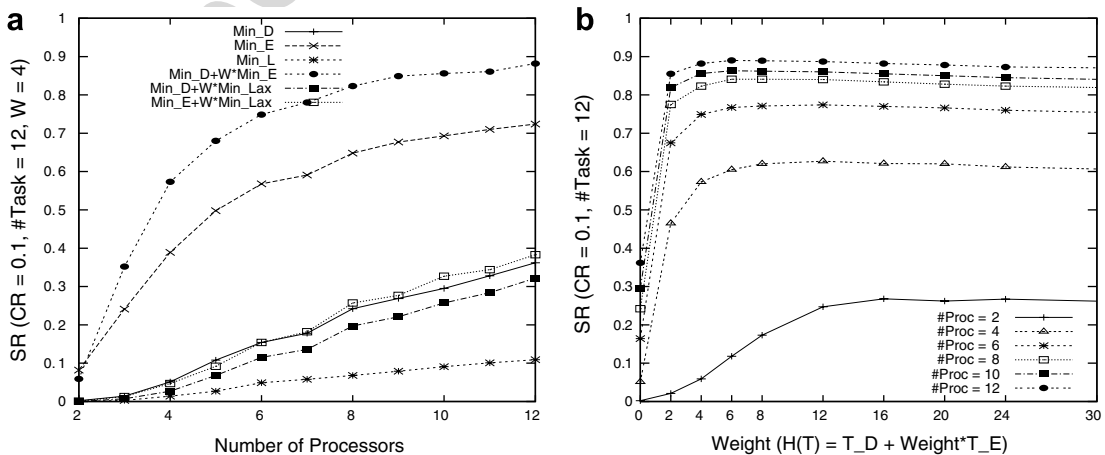 a
SR (CR = 0.1, #Task = 12, W = 4)
1
0.9
0.8
0.7
0.6
0.5
0.4
0.3
0.2
0.1
0
Min_D
Min_E
Min_L
Min_D+W*Min_E
Min_D+W*Min_Lax
Min_E+W*Min_Lax
2 4 6 8 10 12
Number of Processors
b
SR (CR = 0.1, #Task = 12)
1
0.9
0.8
0.7
0.6
0.5
0.4
0.3
0.2
0.1
0
#Proc = 2
#Proc = 4
#Proc = 6
#Proc = 8
#Proc = 10
#Proc = 12
0 2 4 6 8 12 16 20 24 30
Weight (H(T) = T_D + Weight*T_E)